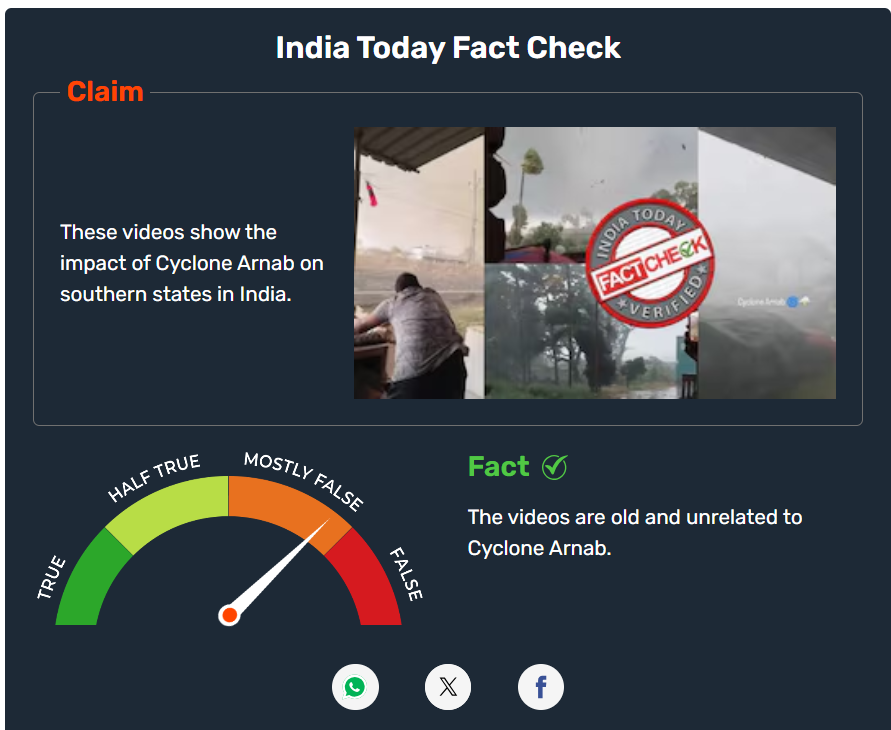 India Today Fact Check
Claim
These videos show the
impact of Cyclone Arnab on
southern states in India.
INDIA TODAY
FACT CHECK
VERIFIED
Cyclone Arnab
TRUE
HALF TRUE
MOSTLY FALSE
FALSE
Fact
The videos are old and unrelated to
Cyclone Arnab.